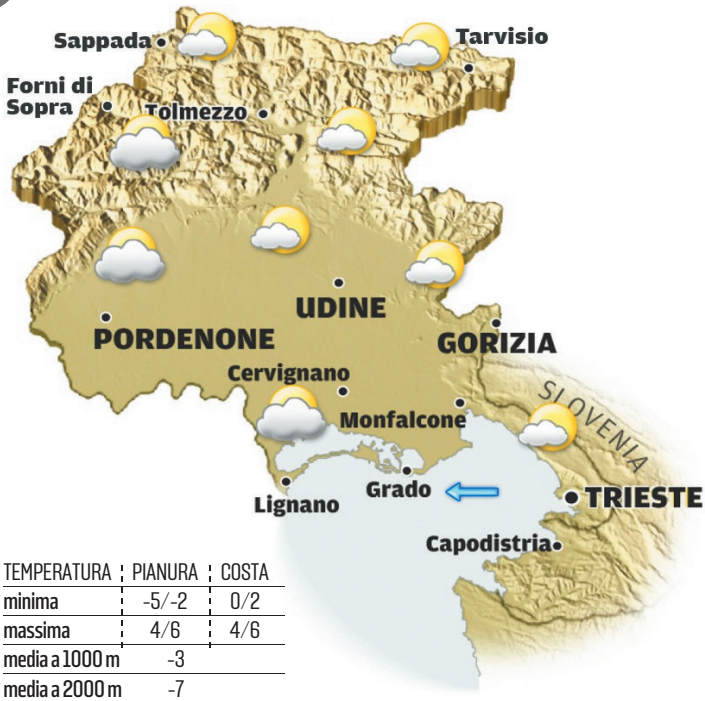 Sappada
Tarvisio
Forni di
Sopra
Tolmezzo
UDINE
PORDENONE
GORIZIA
Cervignano
SLOVENIA
Monfalcone
Grado
Lignano
TRIESTE
Capodistria
TEMPERATURA PIANURA COSTA
minima -5/-2 0/2
massima 4/6 4/6
media a 1000 m -3
media a 2000 m -7